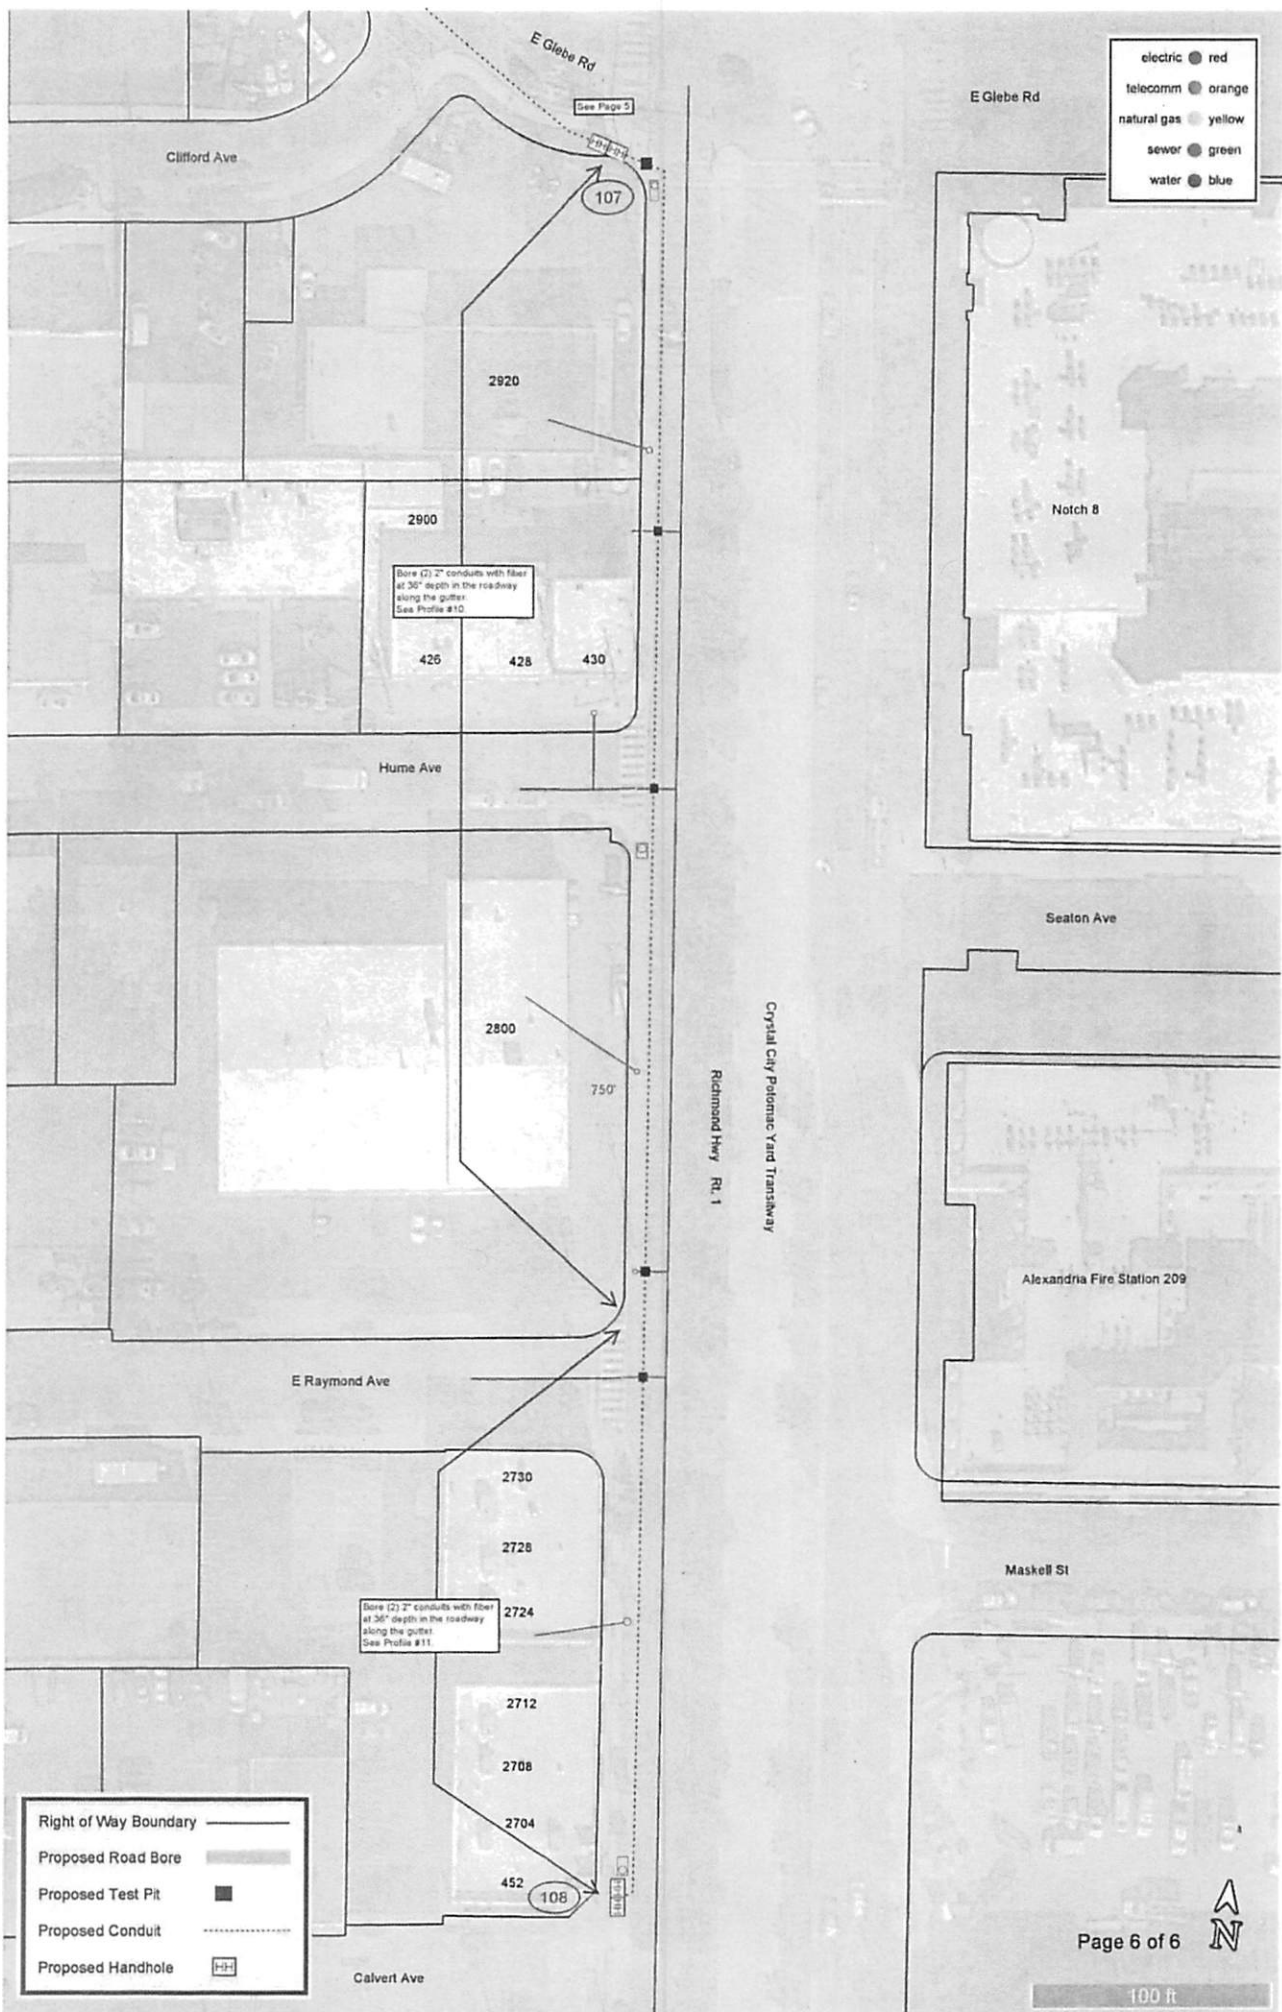 E Glebe Rd
See Page 5
E Glebe Rd
electric red
telecomm orange
natural gas yellow
sewer green
water blue
Clifford Ave
107
2920
2900
Notch 8
Bore (2) 2" conduits with fiber
at 36" depth in the roadway
along the gutter.
See Profile #10.
426
428
430
Hume Ave
Seaton Ave
2800
750'
Crystal City Potomac Yard Transitway
Richmond Hwy Rt. 1
Alexandria Fire Station 209
E Raymond Ave
2730
2728
Maskell St
Bore (2) 2" conduits with fiber
at 36" depth in the roadway
along the gutter.
See Profile #11.
2724
2712
2708
2704
452
108
Right of Way Boundary
Proposed Road Bore
Proposed Test Pit
Proposed Conduit
Proposed Handhole HH
Calvert Ave
Page 6 of 6
N
100 ft